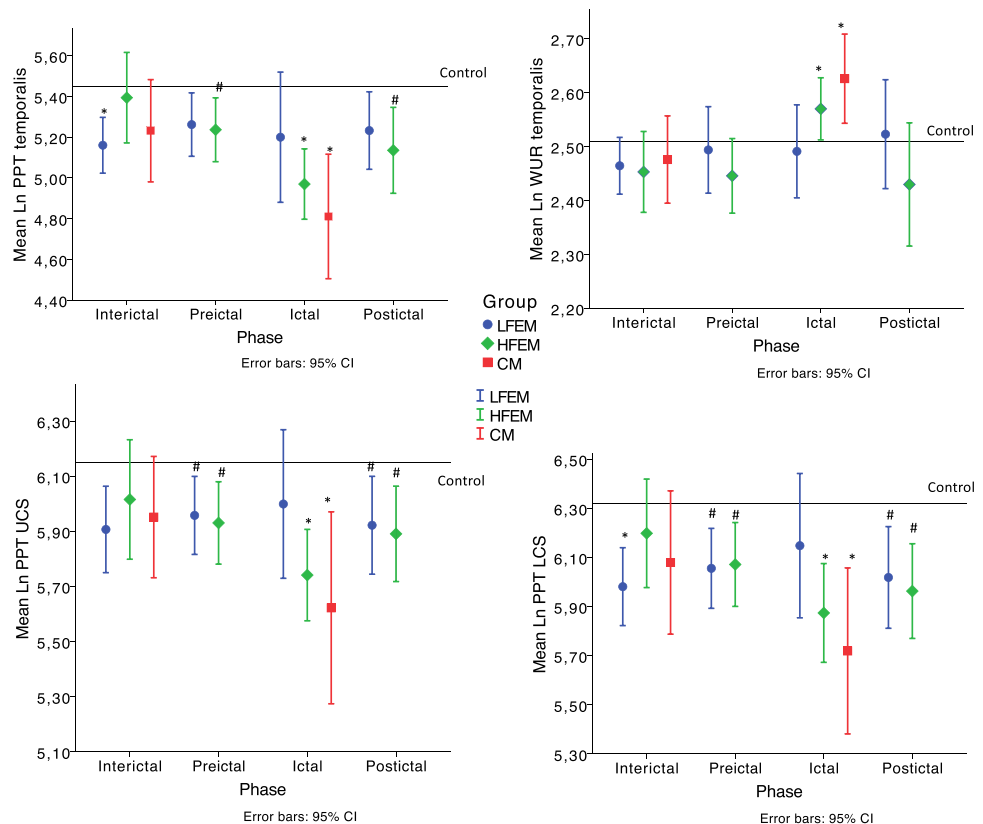 Mean Ln PPT temporalis
5,60
5,40
5,20
5,00
4,80
4,60
4,40
Control
*
#
*
*
#
Interictal Preictal Ictal Postictal
Phase
Error bars: 95% CI
Mean Ln WUR temporalis
2,70
2,60
2,50
2,40
2,30
2,20
Control
*
*
Interictal Preictal Ictal Postictal
Phase
Error bars: 95% CI
Group
LFEM
HFEM
CM
LFEM
HFEM
CM
Mean Ln PPT UCS
6,30
6,10
5,90
5,70
5,50
5,30
5,10
Control
#
#
*
*
#
#
Interictal Preictal Ictal Postictal
Phase
Error bars: 95% CI
Mean Ln PPT LCS
6,50
6,30
6,10
5,90
5,70
5,50
5,30
Control
*
#
#
*
*
#
#
Interictal Preictal Ictal Postictal
Phase
Error bars: 95% CI